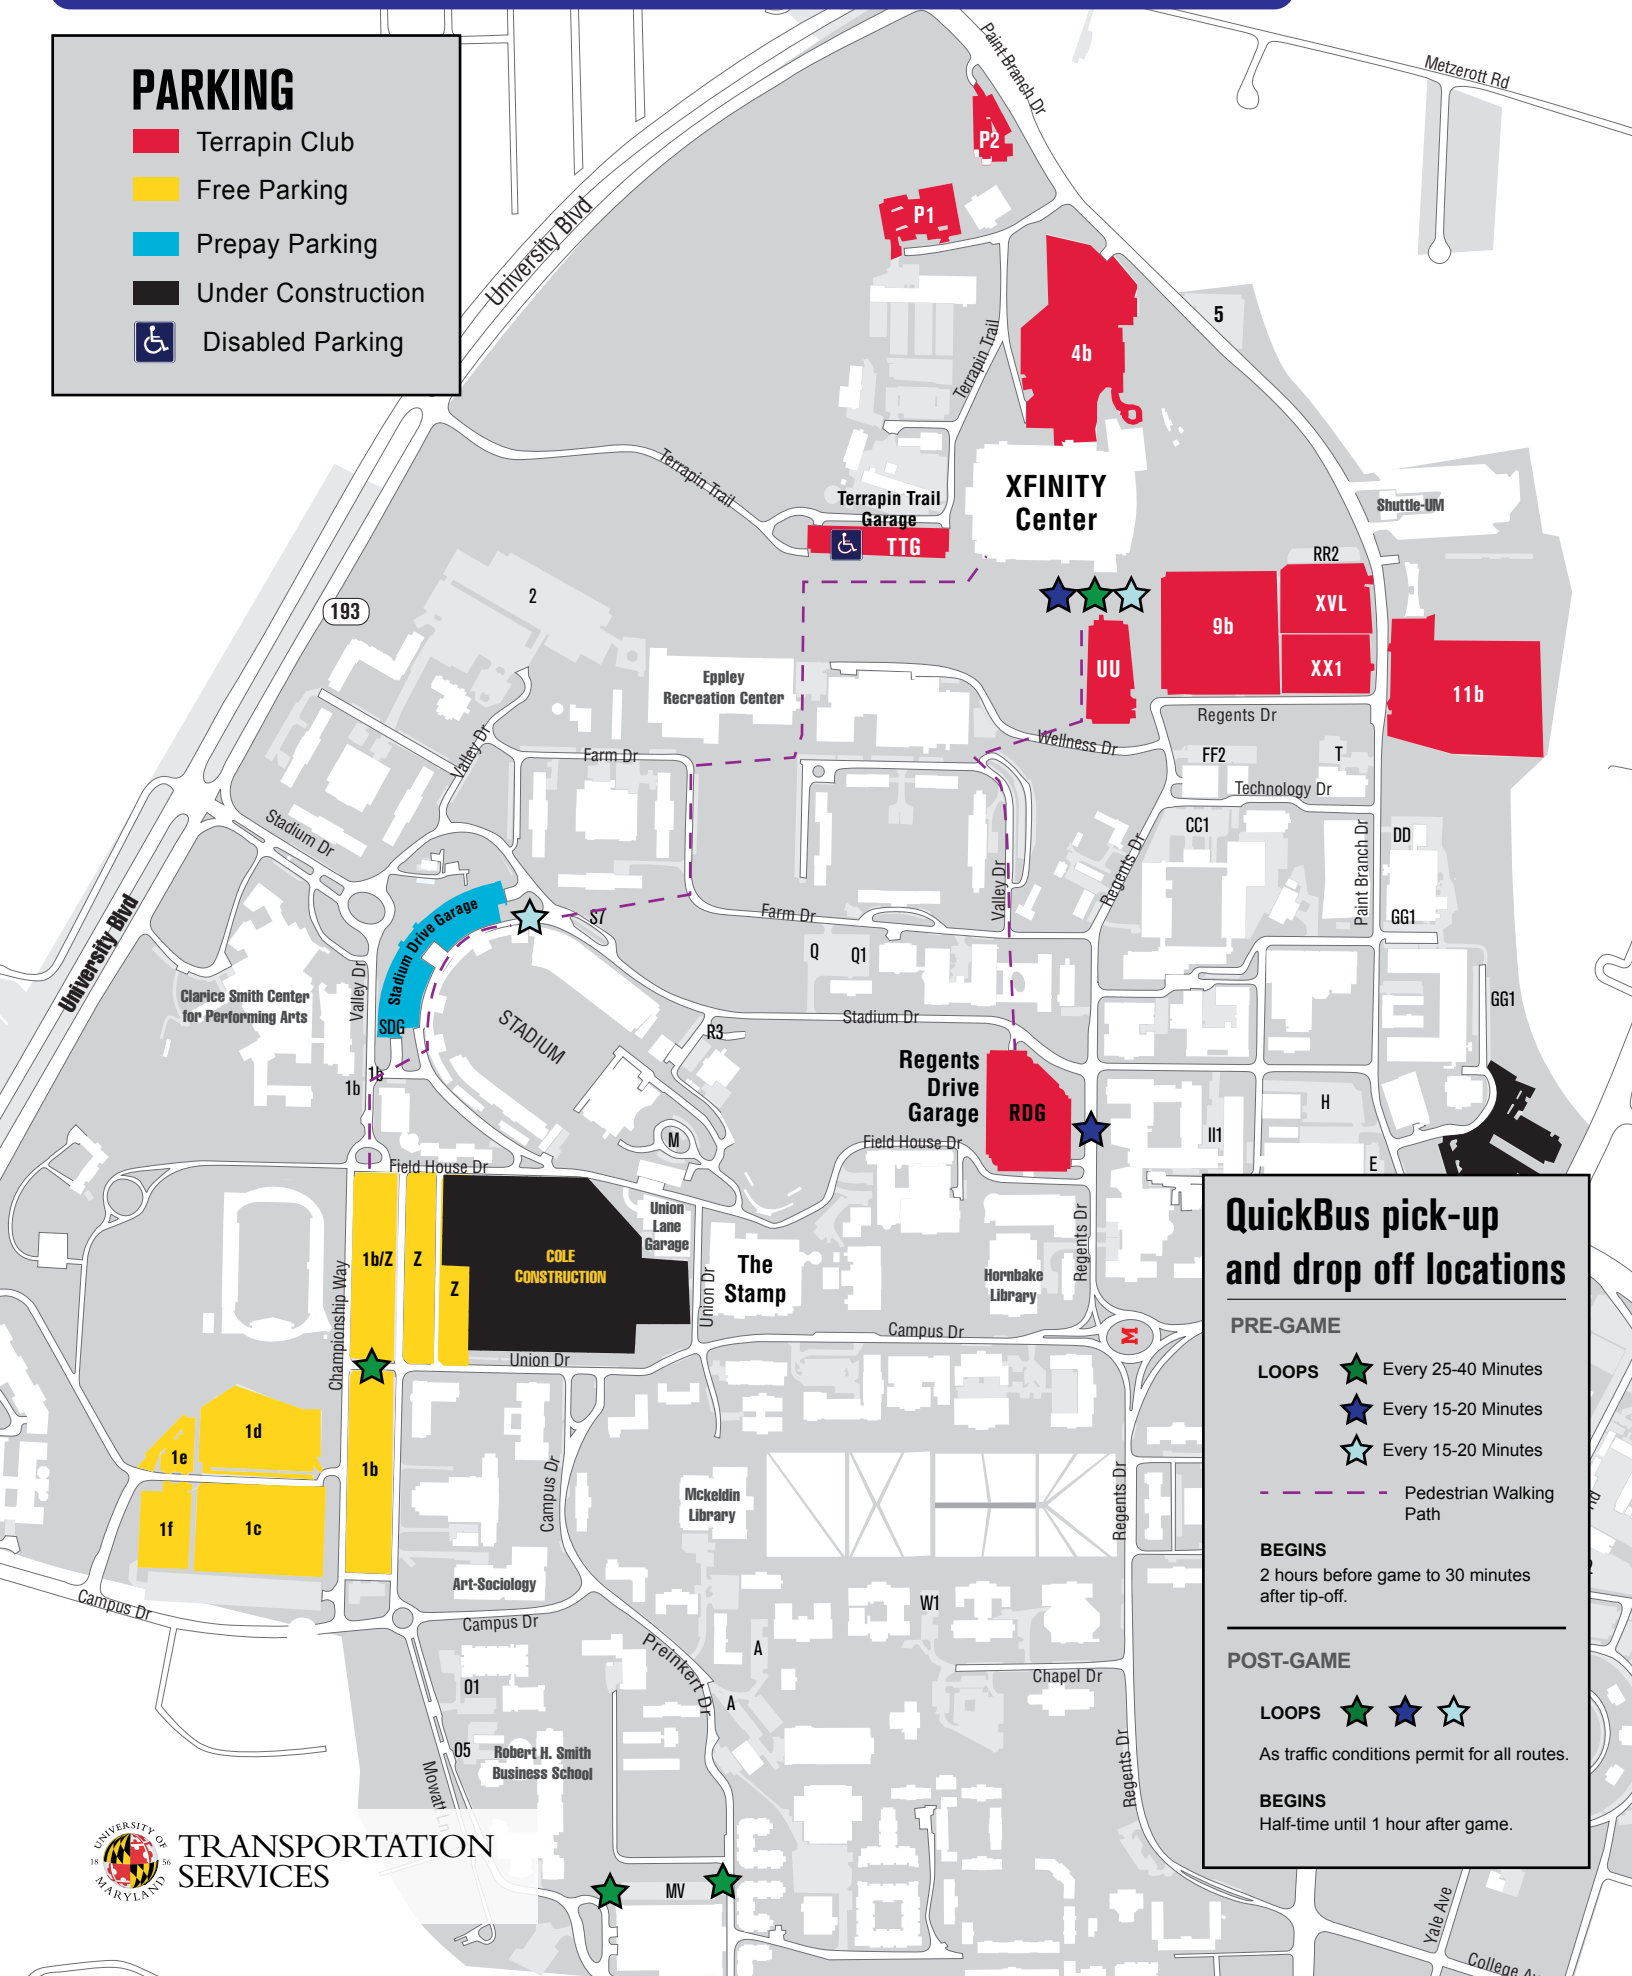 PARKING
Terrapin Club
Free Parking
Prepay Parking
Under Construction
Disabled Parking
Paint Branch Dr
Metzerott Rd
University Blvd
P2
P1
5
4b
Terrapin Trail
Terrapin Trail
XFINITY
Center
Terrapin Trail
Garage
TTG
Shuttle-UM
RR2
193
2
9b
XVL
XX1
11b
UU
Eppley
Recreation Center
Regents Dr
Wellness Dr
Valley Dr
Farm Dr
FF2
T
Technology Dr
Stadium Dr
CC1
DD
Regents Dr
Paint Branch Dr
Valley Dr
University Blvd
Stadium Drive Garage
S7
Farm Dr
GG1
Q
Q1
Clarice Smith Center
for Performing Arts
Valley Dr
SDG
STADIUM
GG1
Stadium Dr
R3
1b
1b
Regents
Drive
Garage
RDG
H
M
Field House Dr
II1
E
Field House Dr
Union
Lane
Garage
1b/Z
Z
Z
COLE
CONSTRUCTION
The
Stamp
Hornbake
Library
Regents Dr
Championship Way
Union Dr
Campus Dr
M
Union Dr
1d
1e
1b
1f
1c
Campus Dr
Mckeldin
Library
Regents Dr
Art-Sociology
Campus Dr
Campus Dr
W1
Preinkert Dr
A
A
Chapel Dr
O1
O5
Robert H. Smith
Business School
Mowatt Ln
Regents Dr
MV
Yale Ave
QuickBus pick-up
and drop off locations
PRE-GAME
LOOPS
Every 25-40 Minutes
Every 15-20 Minutes
Every 15-20 Minutes
Pedestrian Walking
Path
BEGINS
2 hours before game to 30 minutes
after tip-off.
POST-GAME
LOOPS
As traffic conditions permit for all routes.
BEGINS
Half-time until 1 hour after game.
UNIVERSITY OF
MARYLAND
18 56
TRANSPORTATION
SERVICES
College